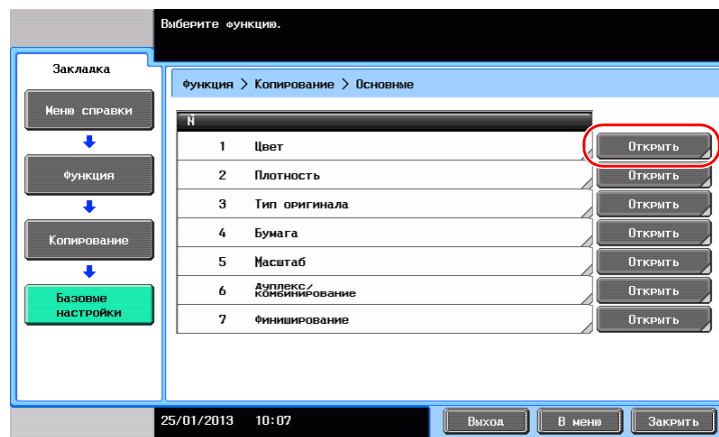 Выберите функцию.
Закладка
Меню справки
Функция
Копирование
Базовые
настройки
Функция > Копирование > Основные
№
1 Цвет Открыть
2 Плотность Открыть
3 Тип оригинала Открыть
4 Бумага Открыть
5 Масштаб Открыть
6 Дуплекс/
комбинирование Открыть
7 Финиширование Открыть
25/01/2013 10:07
Выход
В меню
Закрыть